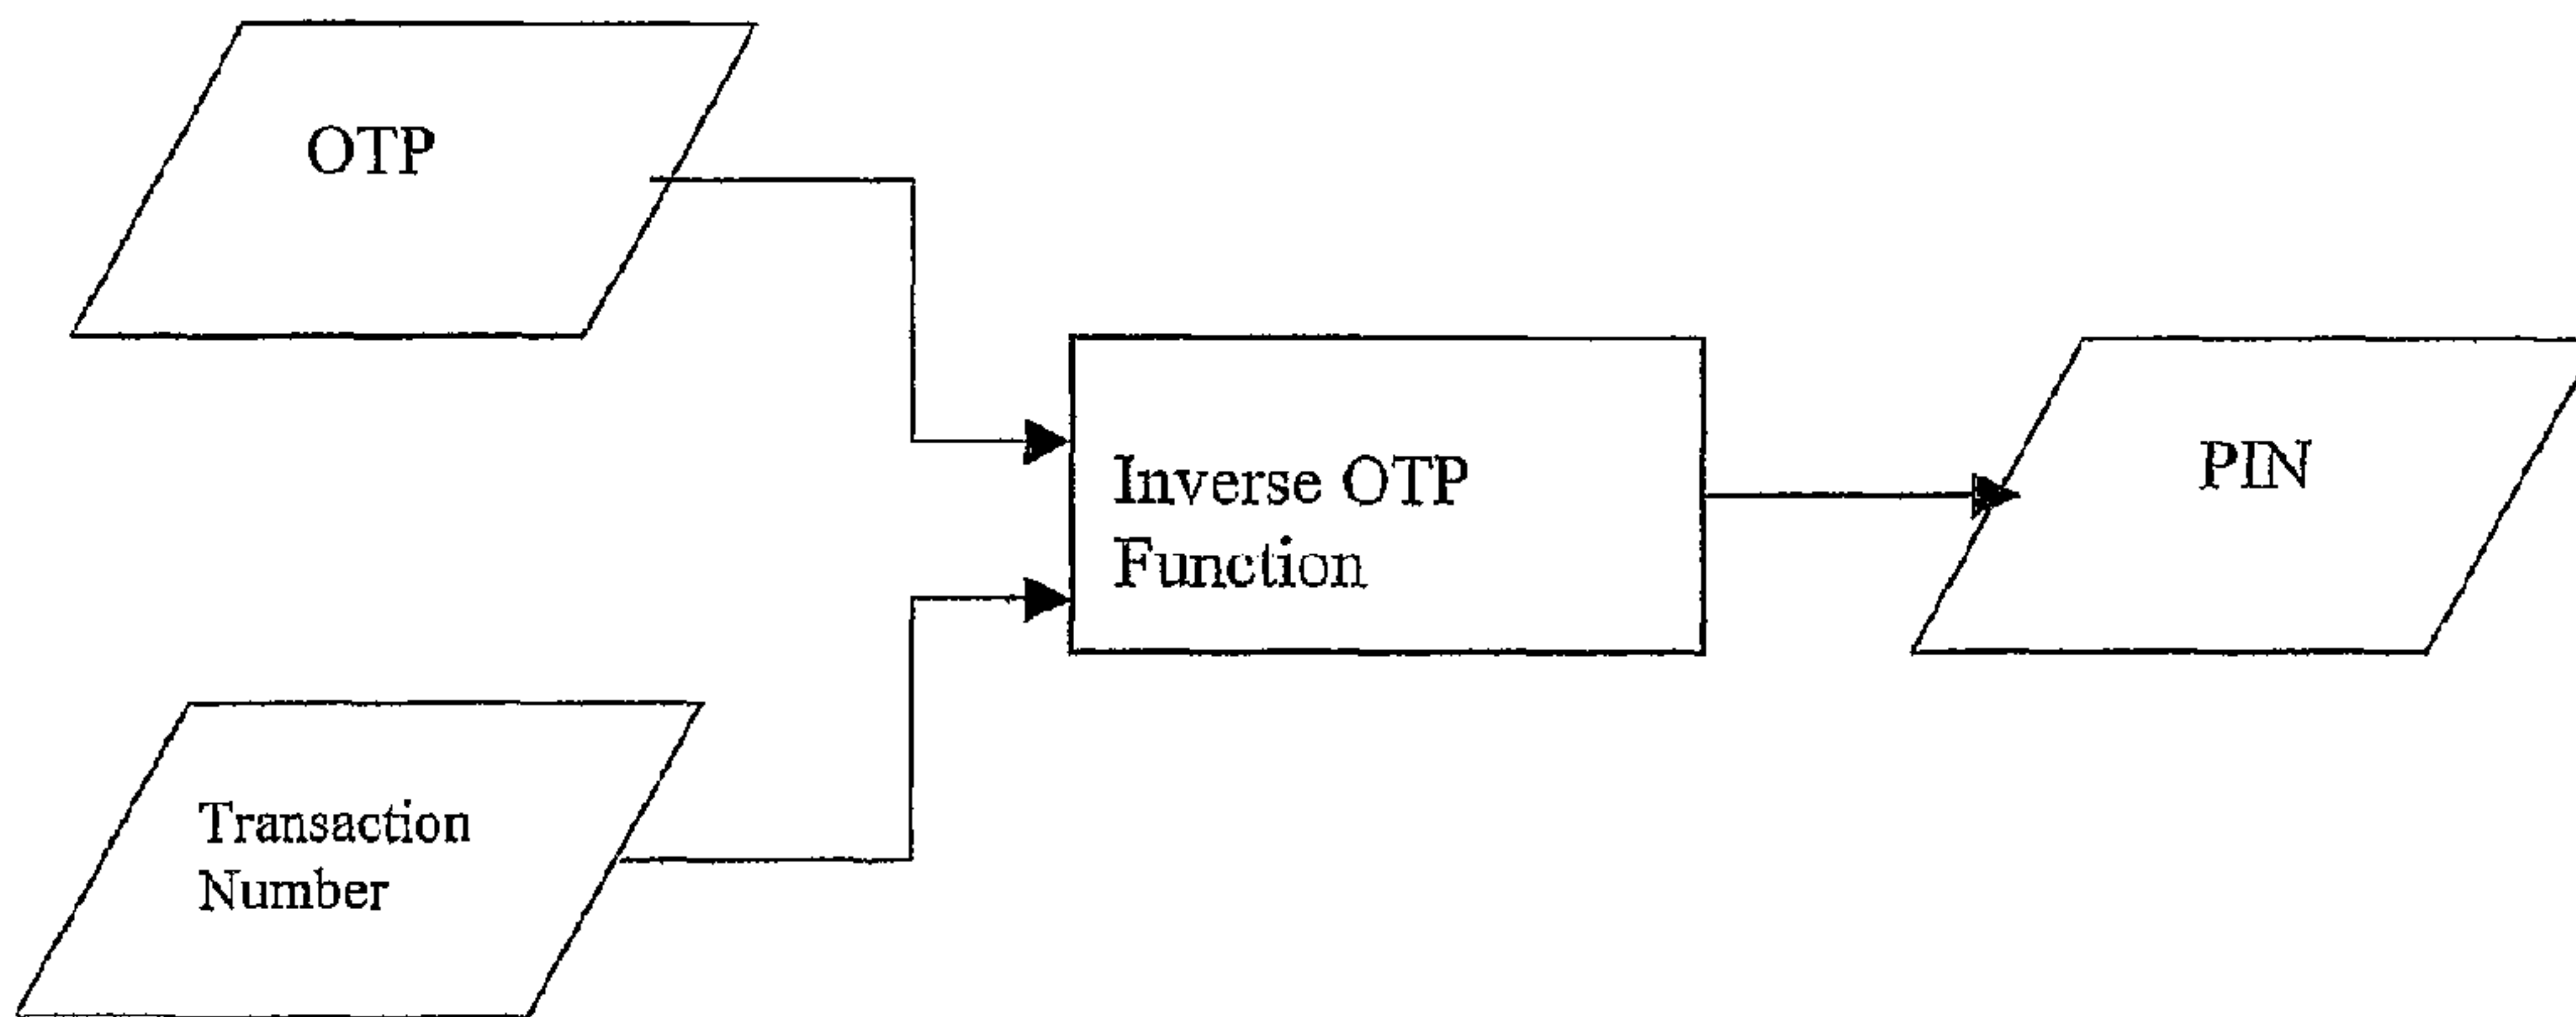 OTP
Inverse OTP
Function
PIN
Transaction
Number